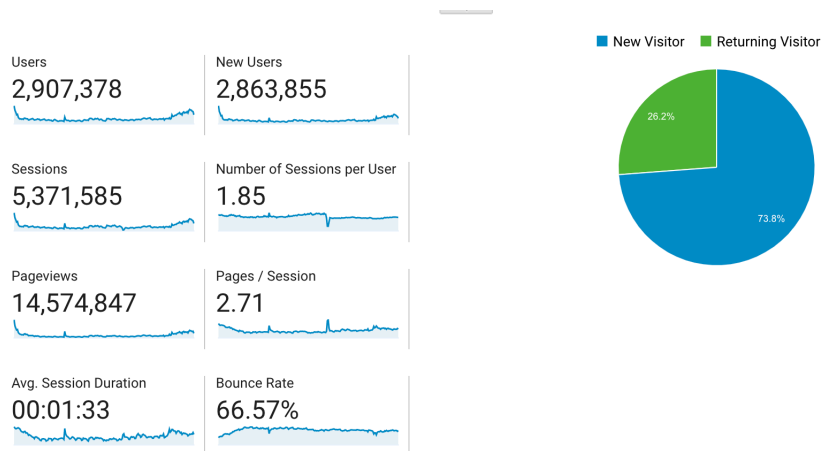 New Visitor Returning Visitor
Users New Users
2,907,378 2,863,855
Sessions Number of Sessions per User
5,371,585 1.85
Pageviews Pages / Session
14,574,847 2.71
Avg. Session Duration Bounce Rate
00:01:33 66.57%
26.2%
73.8%